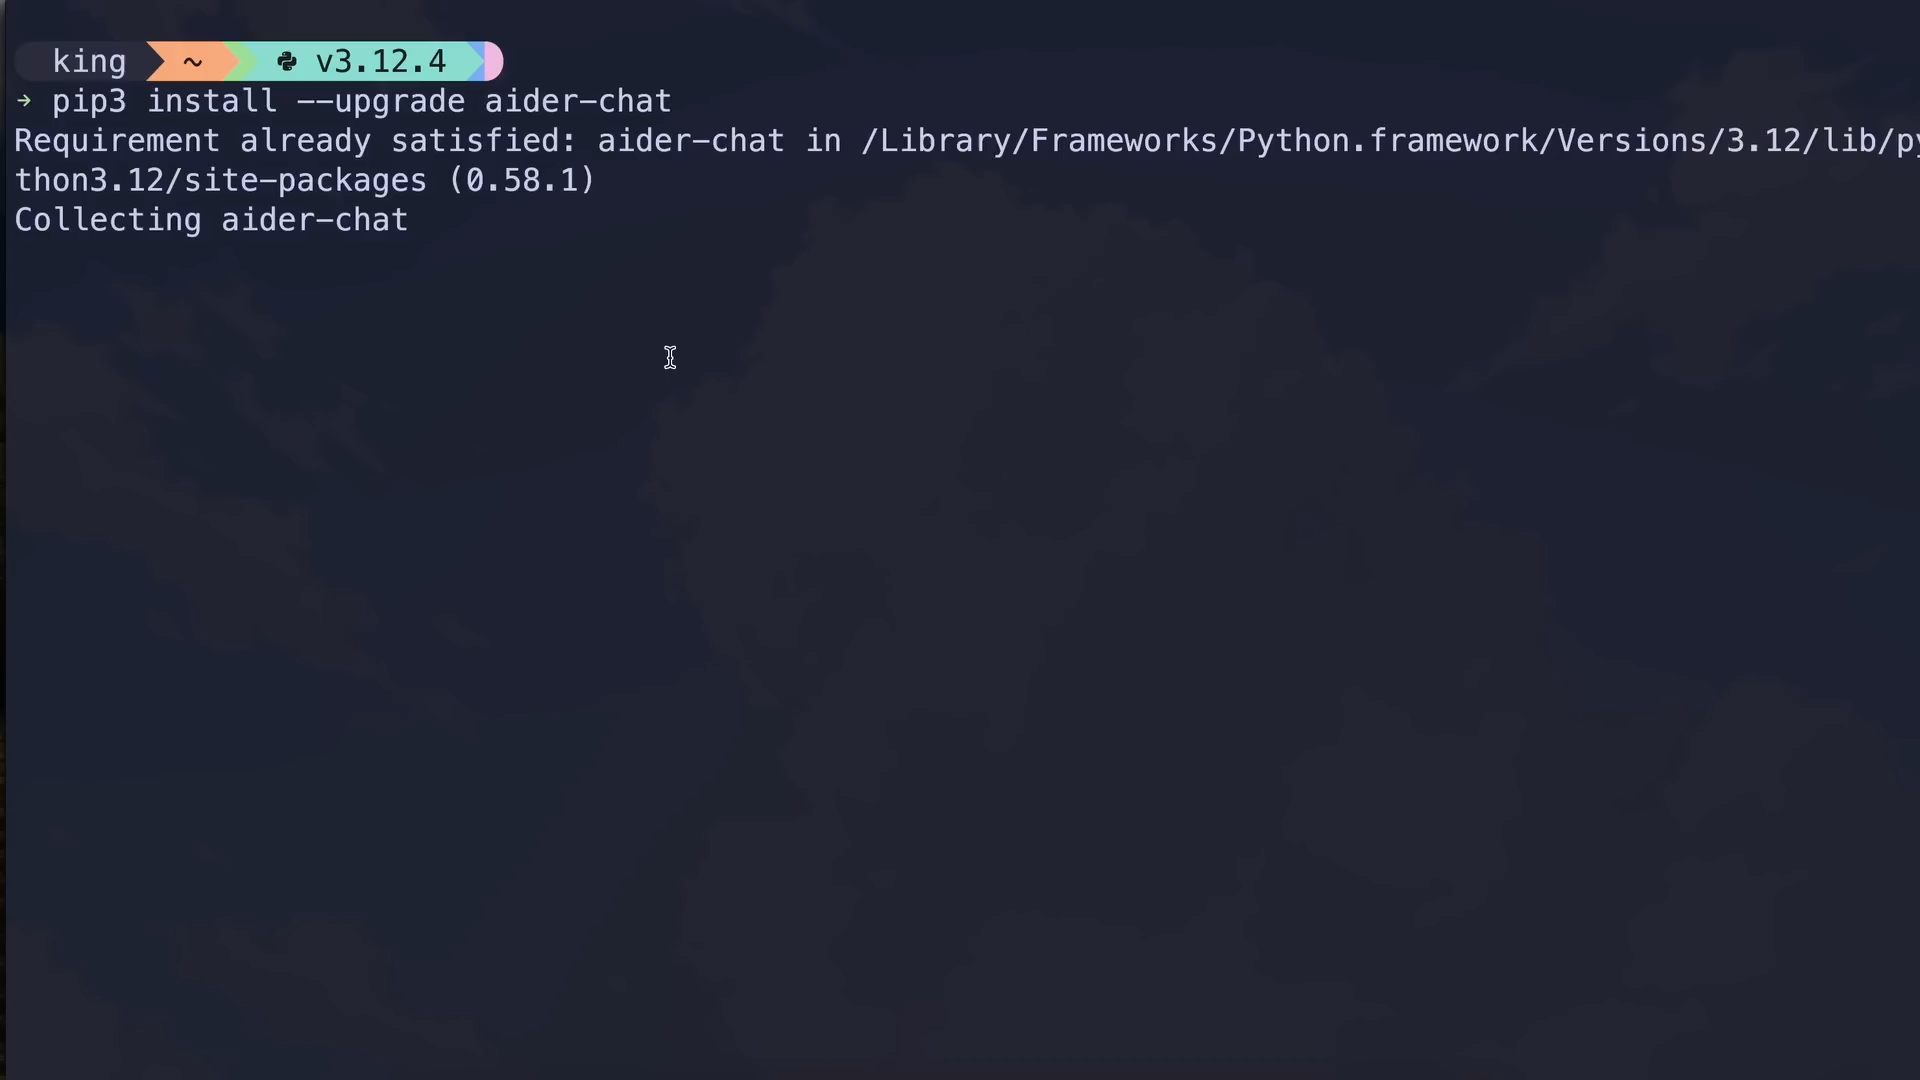 king ~ v3.12.4
→ pip3 install --upgrade aider-chat
Requirement already satisfied: aider-chat in /Library/Frameworks/Python.framework/Versions/3.12/lib/py
thon3.12/site-packages (0.58.1)
Collecting aider-chat